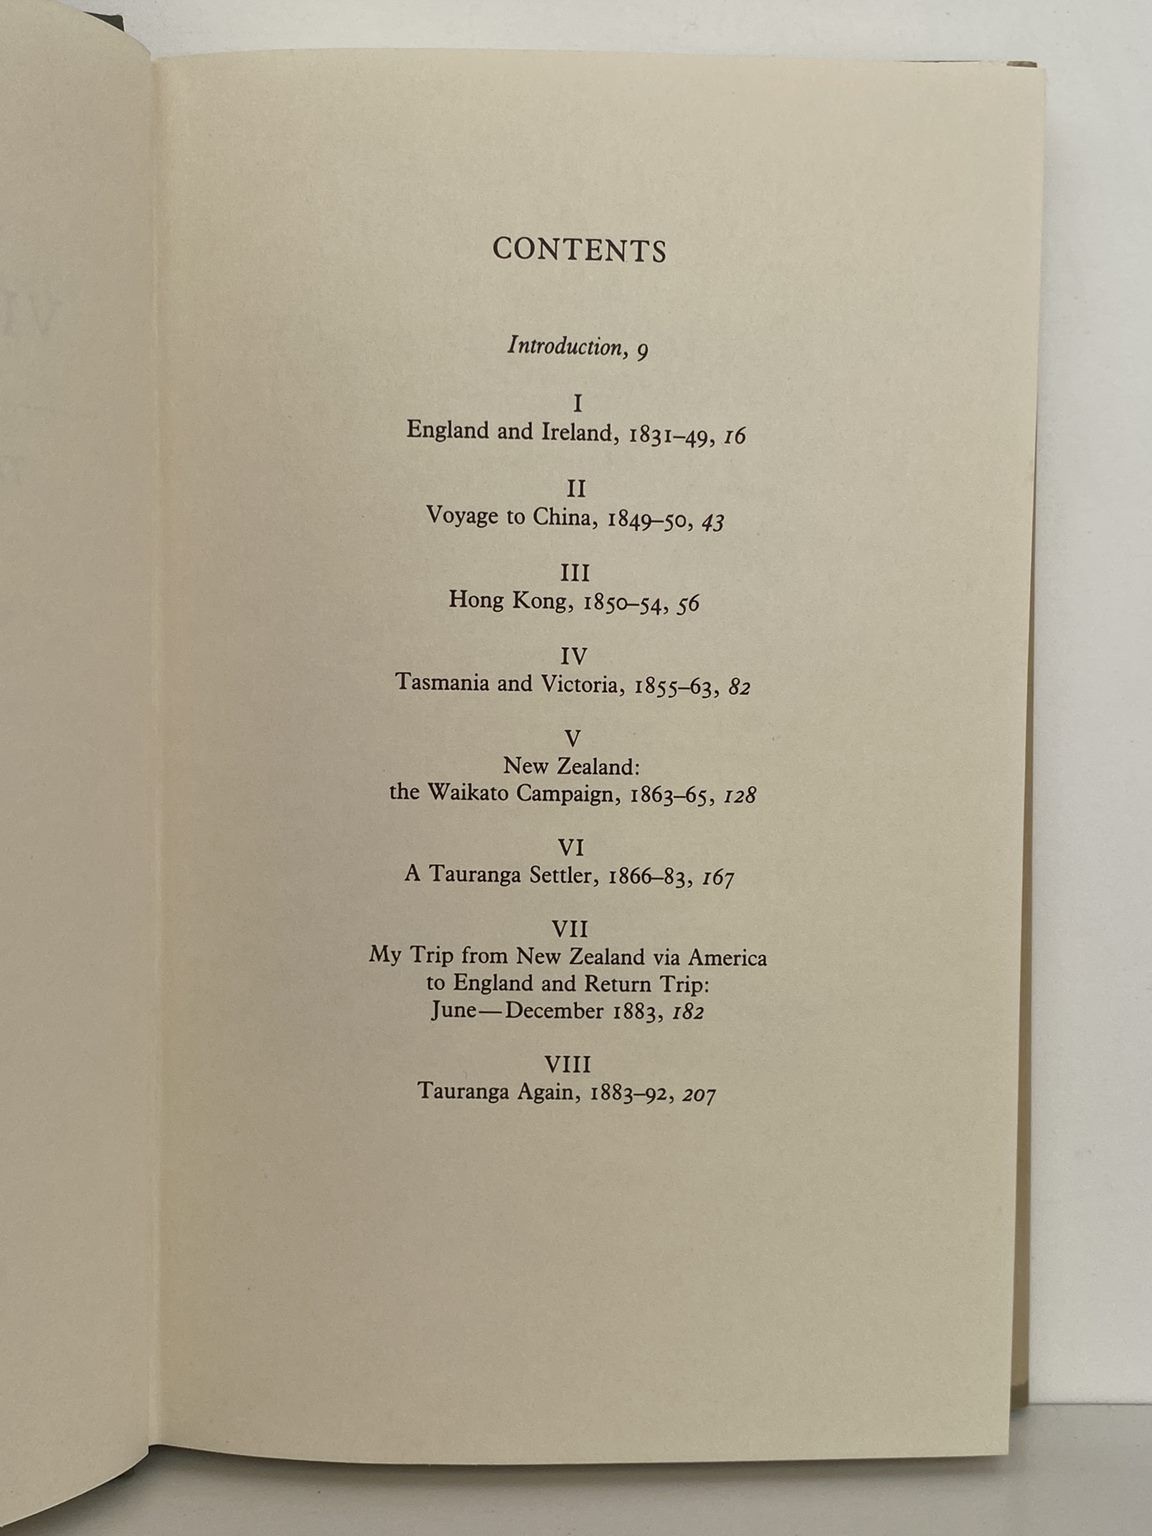 CONTENTS
Introduction, 9
I
England and Ireland, 1831–49, 16
II
Voyage to China, 1849–50, 43
III
Hong Kong, 1850–54, 56
IV
Tasmania and Victoria, 1855–63, 82
V
New Zealand:
the Waikato Campaign, 1863–65, 128
VI
A Tauranga Settler, 1866–83, 167
VII
My Trip from New Zealand via America
to England and Return Trip:
June—December 1883, 182
VIII
Tauranga Again, 1883–92, 207